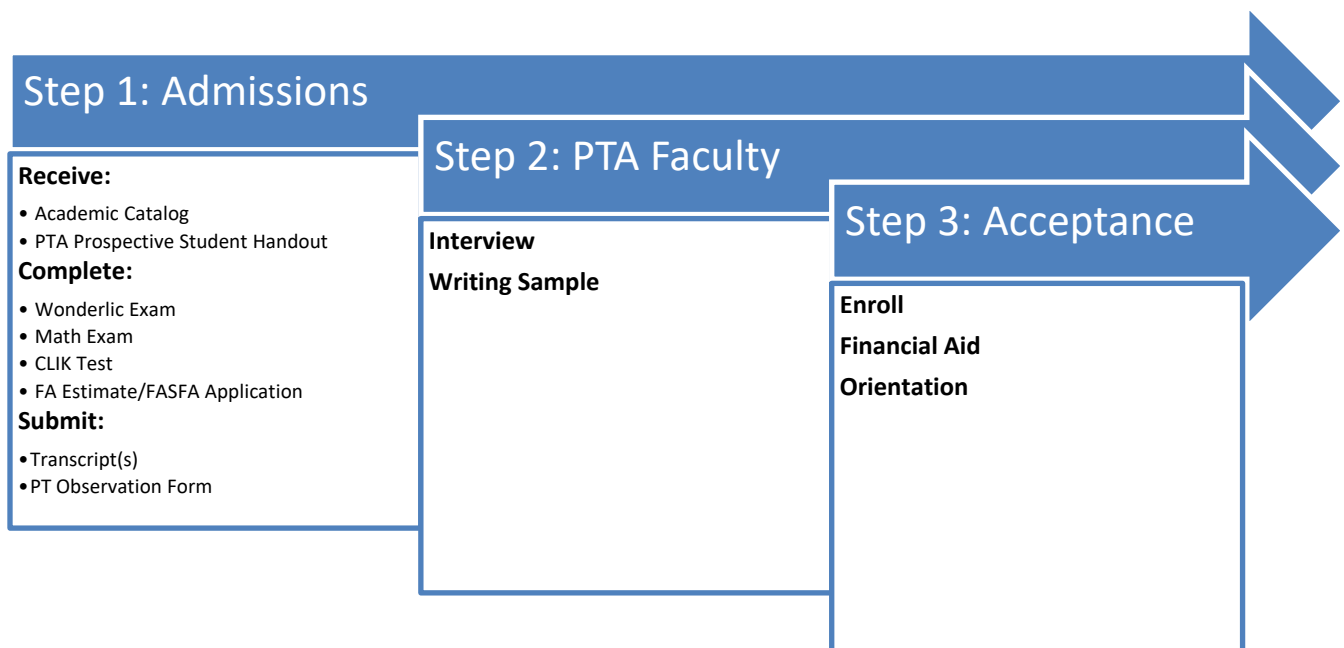 Step 1: Admissions
Receive:
• Academic Catalog
• PTA Prospective Student Handout
Complete:
• Wonderlic Exam
• Math Exam
• CLIK Test
• FA Estimate/FASFA Application
Submit:
•Transcript(s)
•PT Observation Form
Step 2: PTA Faculty
Interview
Writing Sample
Step 3: Acceptance
Enroll
Financial Aid
Orientation